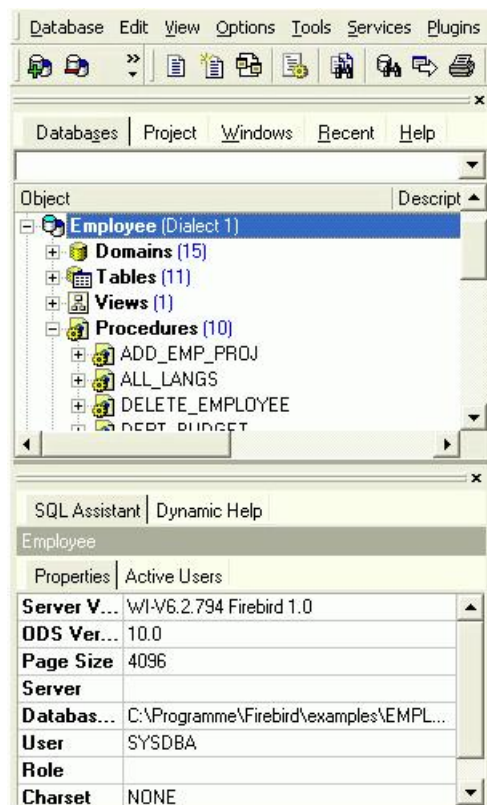 Database Edit View Options Tools Services Plugins
Databases Project Windows Recent Help
Object Descript
Employee (Dialect 1)
Domains (15)
Tables (11)
Views (1)
Procedures (10)
ADD_EMP_PROJ
ALL_LANGS
DELETE_EMPLOYEE
DEPT_BUDGET
SQL Assistant Dynamic Help
Employee
Properties Active Users
Server V... WI-V6.2.794 Firebird 1.0
ODS Ver... 10.0
Page Size 4096
Server
Databas... C:\Programme\Firebird\examples\EMPL...
User SYSDBA
Role
Charset NONE